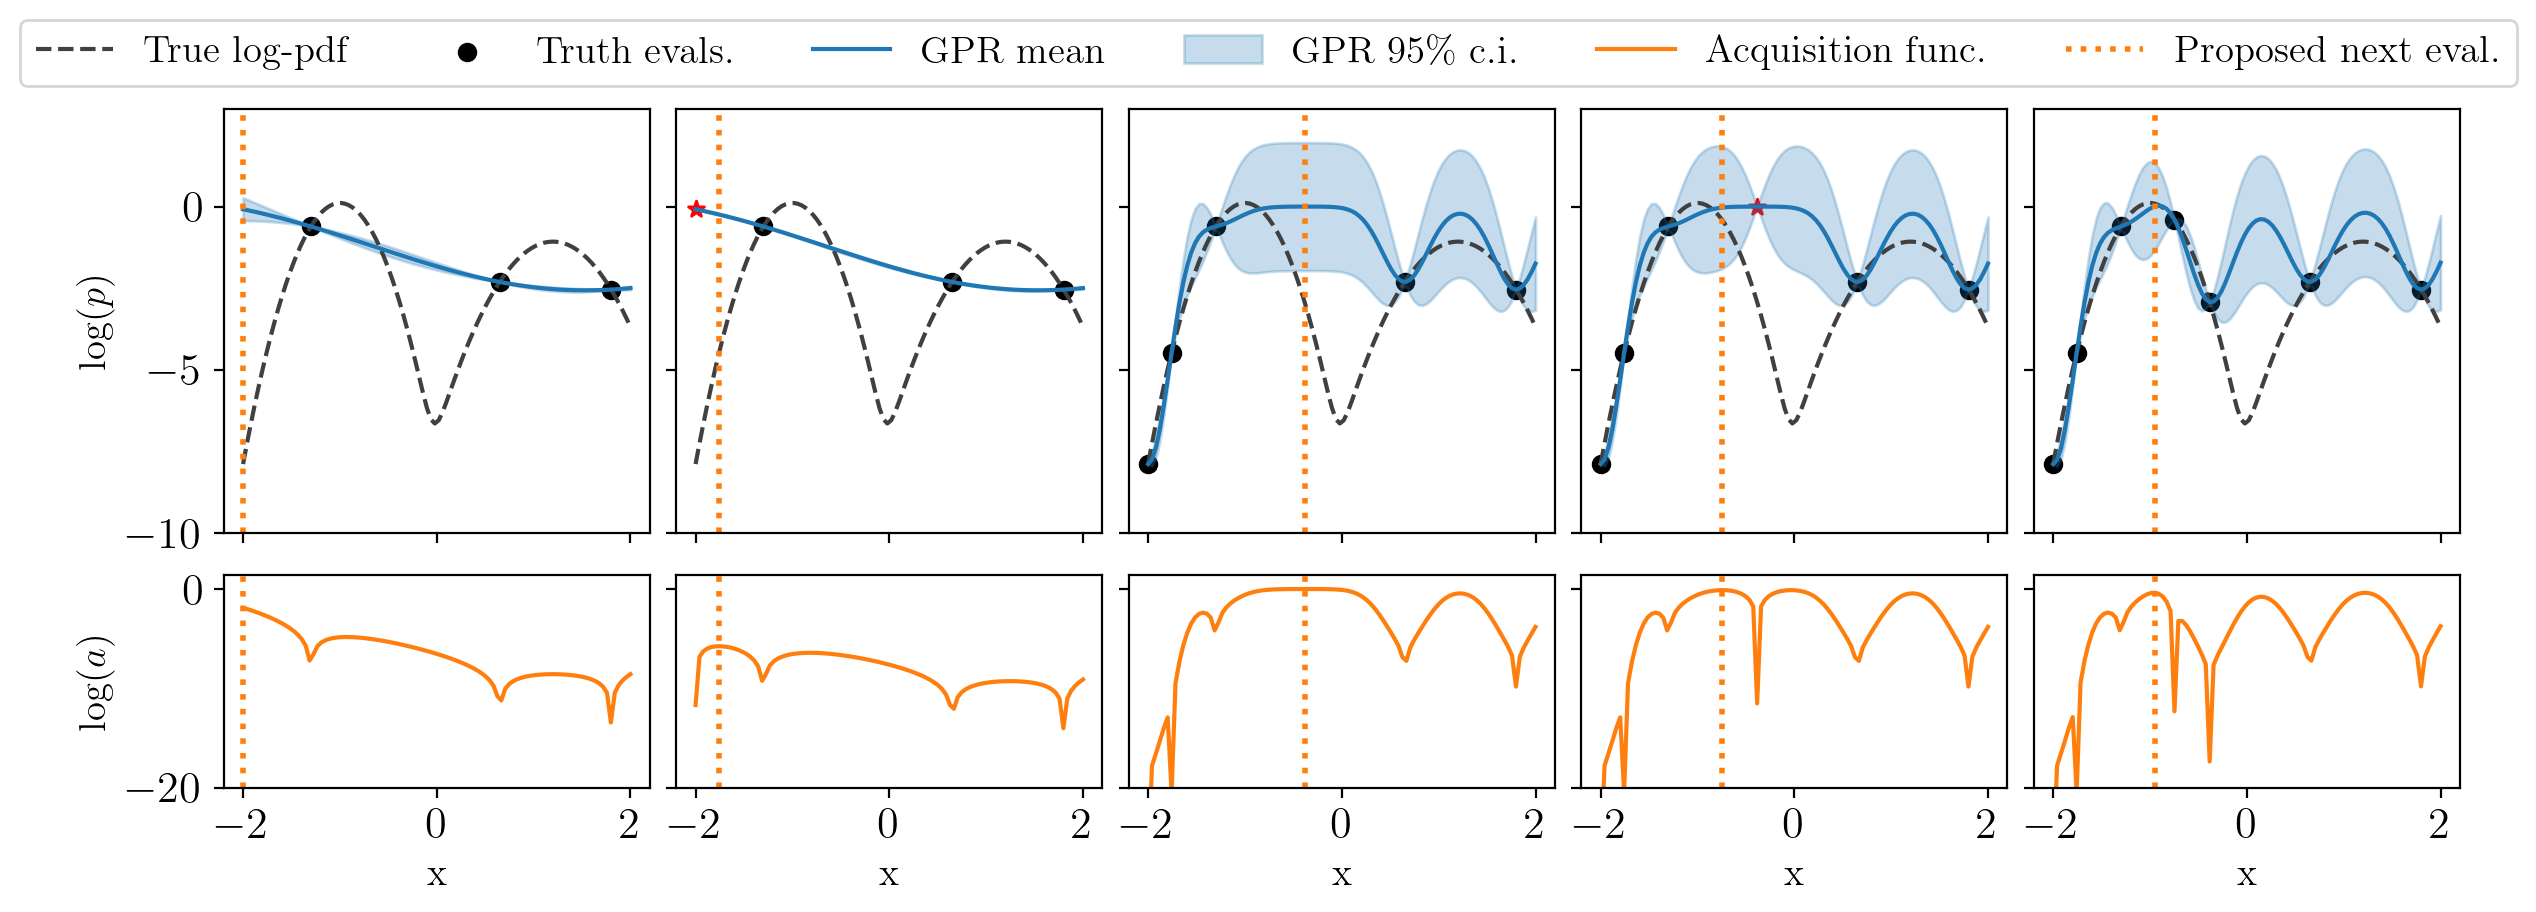 True log-pdf Truth evals. GPR mean GPR 95% c.i. Acquisition func. Proposed next eval.
log(p)
0
−5
−10
log(a)
0
−20
−2 0 2 −2 0 2 −2 0 2 −2 0 2 −2 0 2
x x x x x